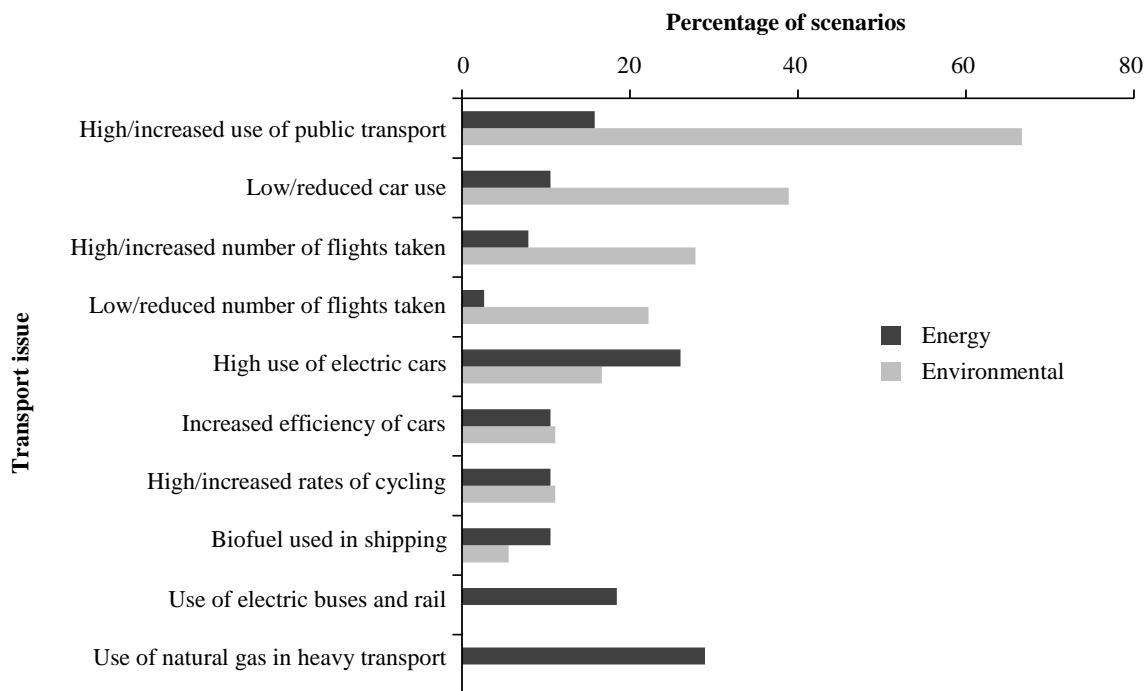 Percentage of scenarios
0 20 40 60 80
High/increased use of public transport
Low/reduced car use
High/increased number of flights taken
Low/reduced number of flights taken
High use of electric cars
Increased efficiency of cars
High/increased rates of cycling
Biofuel used in shipping
Use of electric buses and rail
Use of natural gas in heavy transport
Transport issue
Energy
Environmental